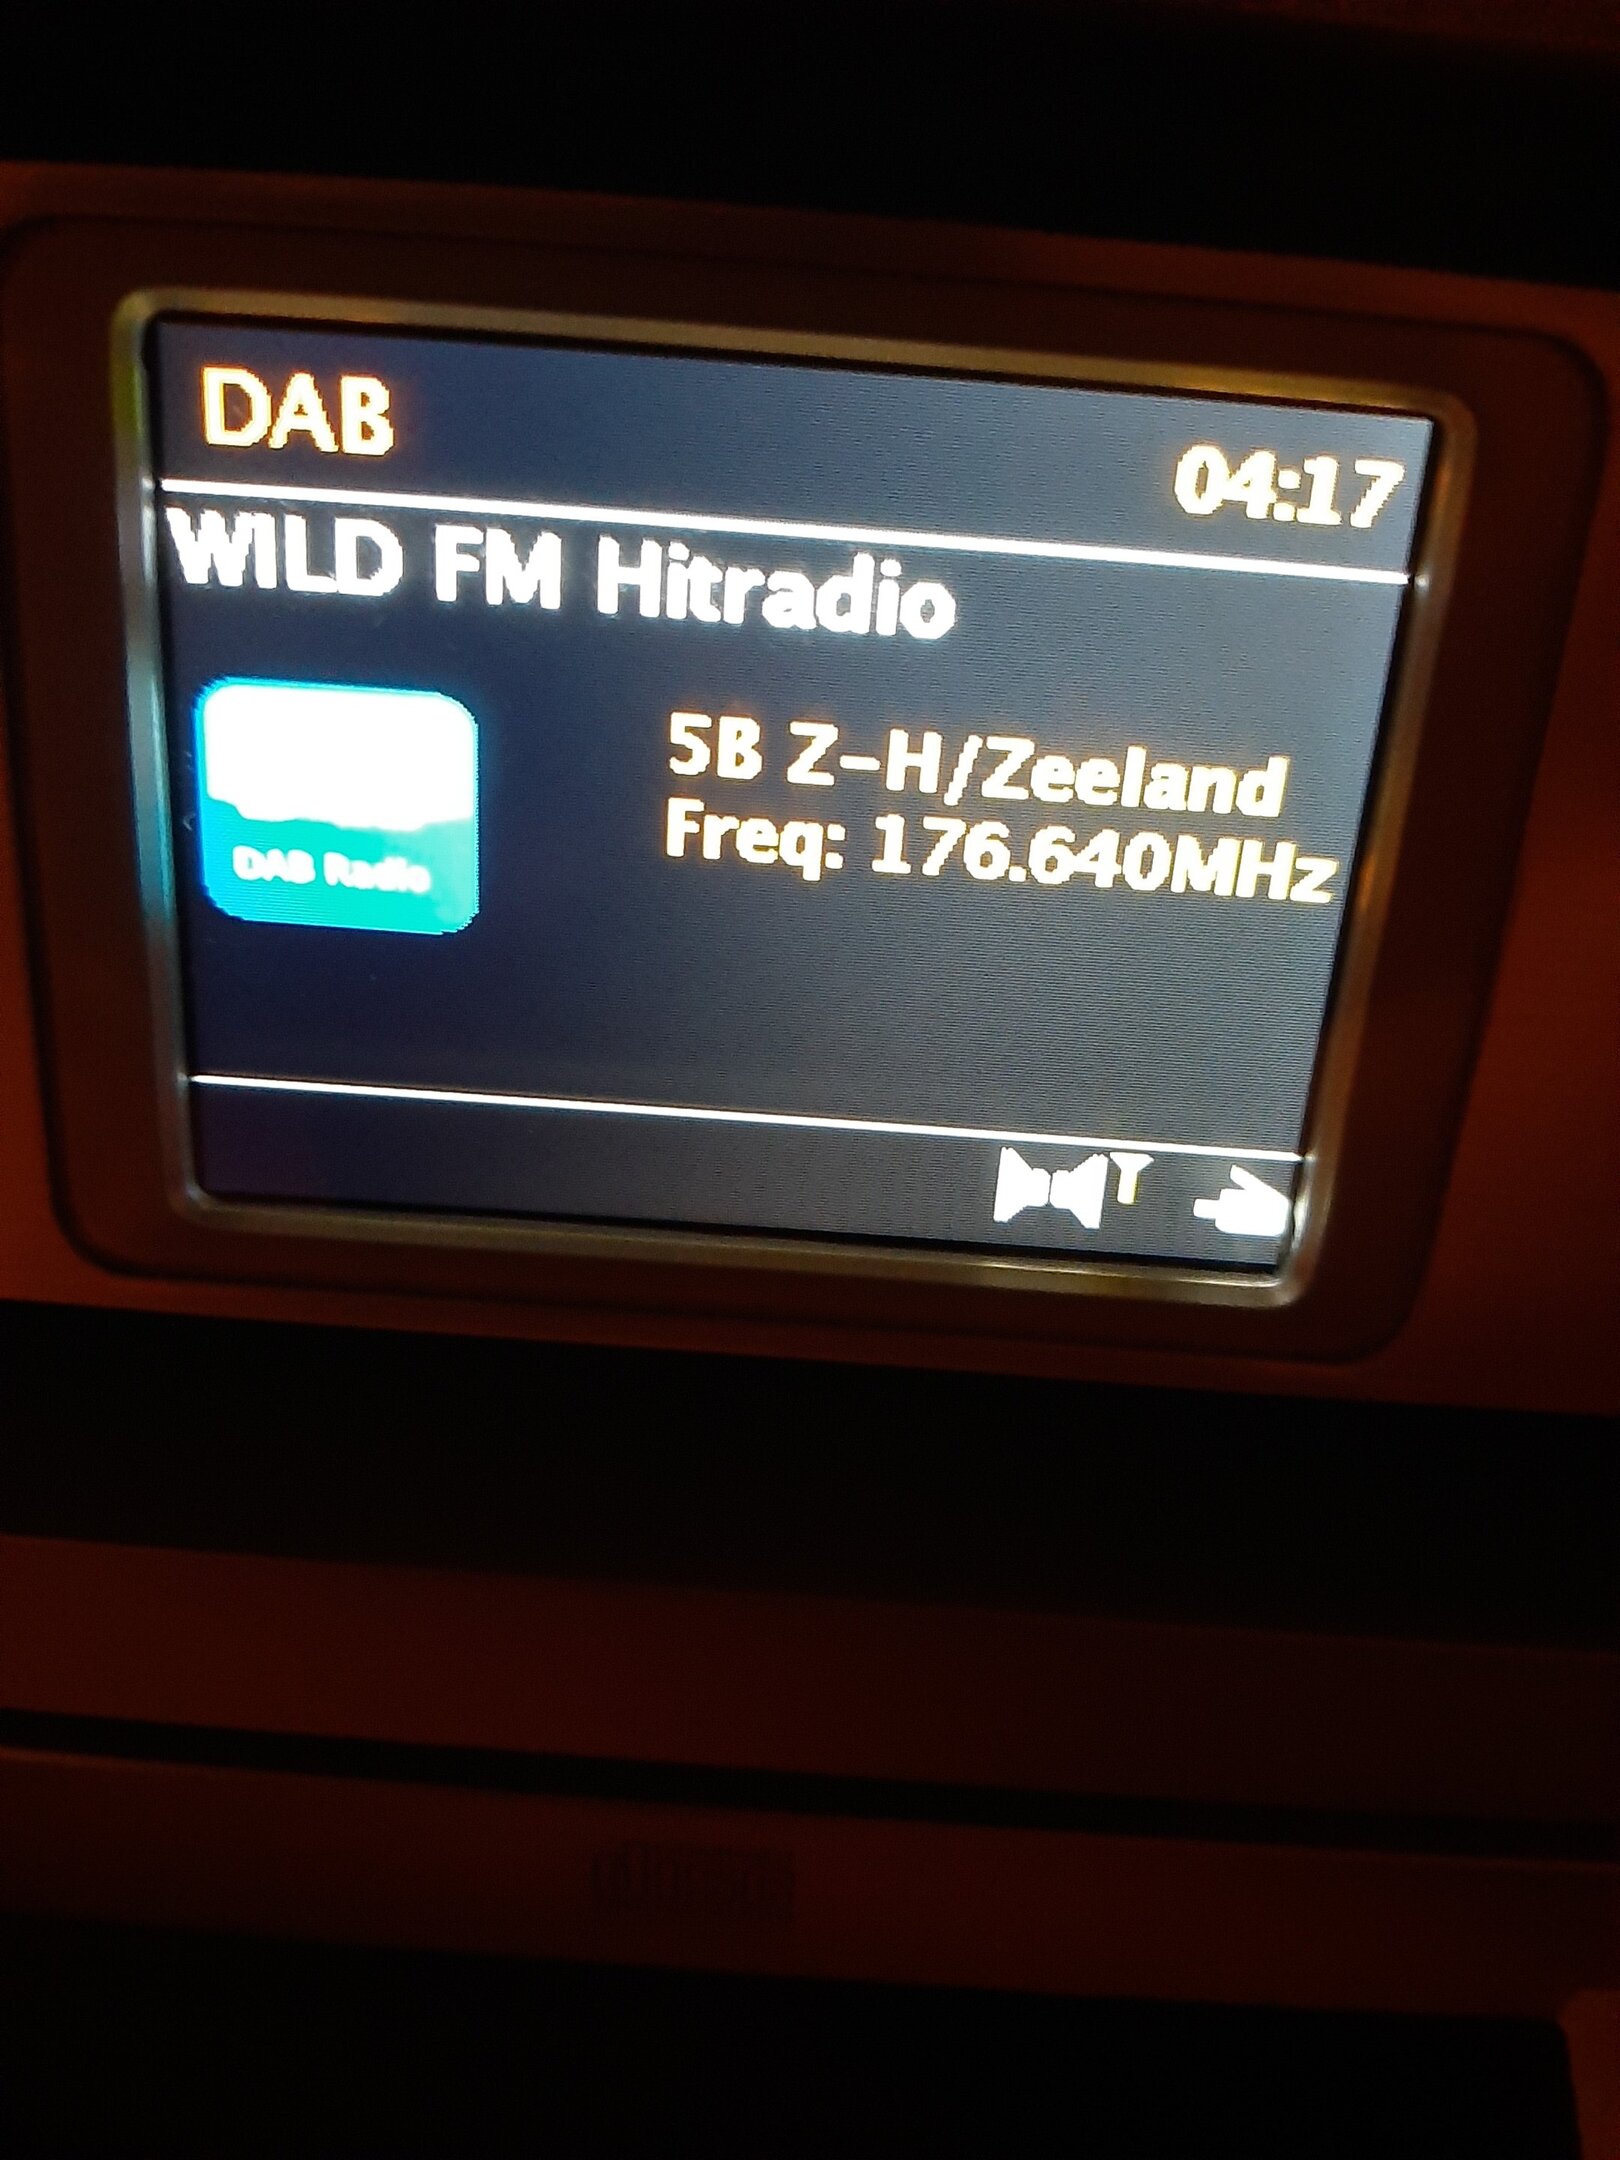 DAB
04:17
WILD FM Hitradio
5B Z-H/Zeeland
Freq: 176.640MHz
DAB Radio